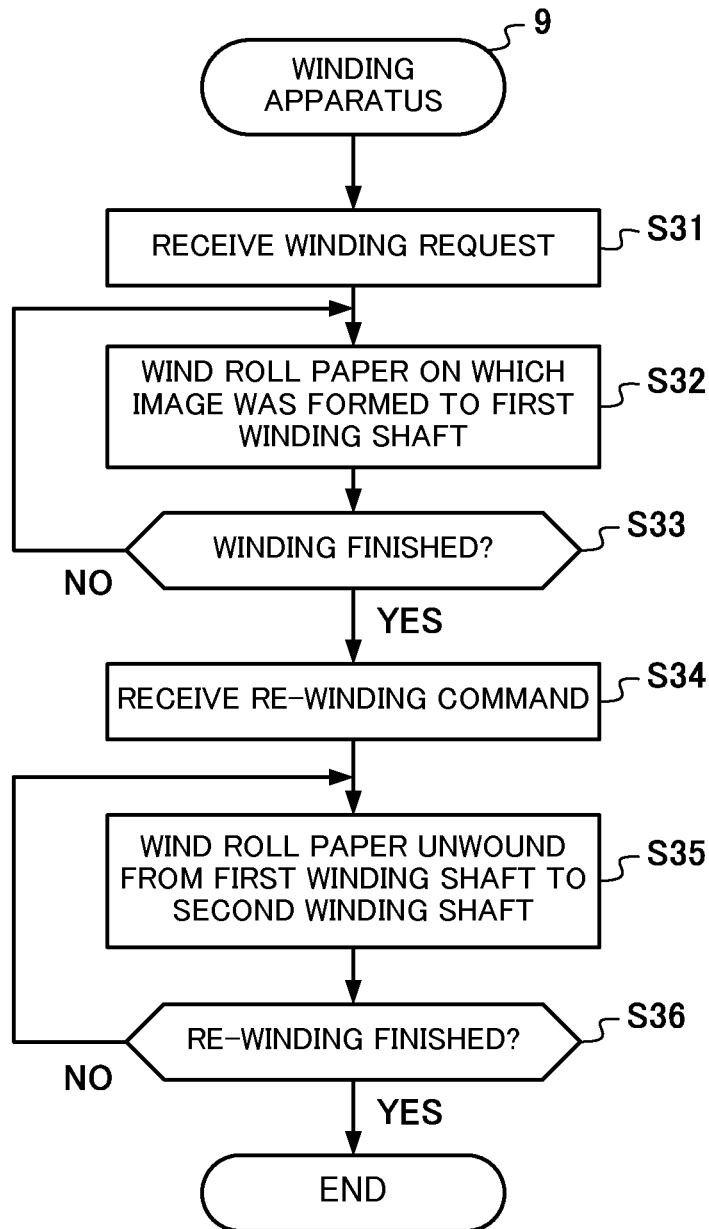 9
WINDING
APPARATUS
RECEIVE WINDING REQUEST
S31
WIND ROLL PAPER ON WHICH
IMAGE WAS FORMED TO FIRST
WINDING SHAFT
S32
WINDING FINISHED?
S33
NO
YES
RECEIVE RE-WINDING COMMAND
S34
WIND ROLL PAPER UNWOUND
FROM FIRST WINDING SHAFT TO
SECOND WINDING SHAFT
S35
RE-WINDING FINISHED?
S36
NO
YES
END